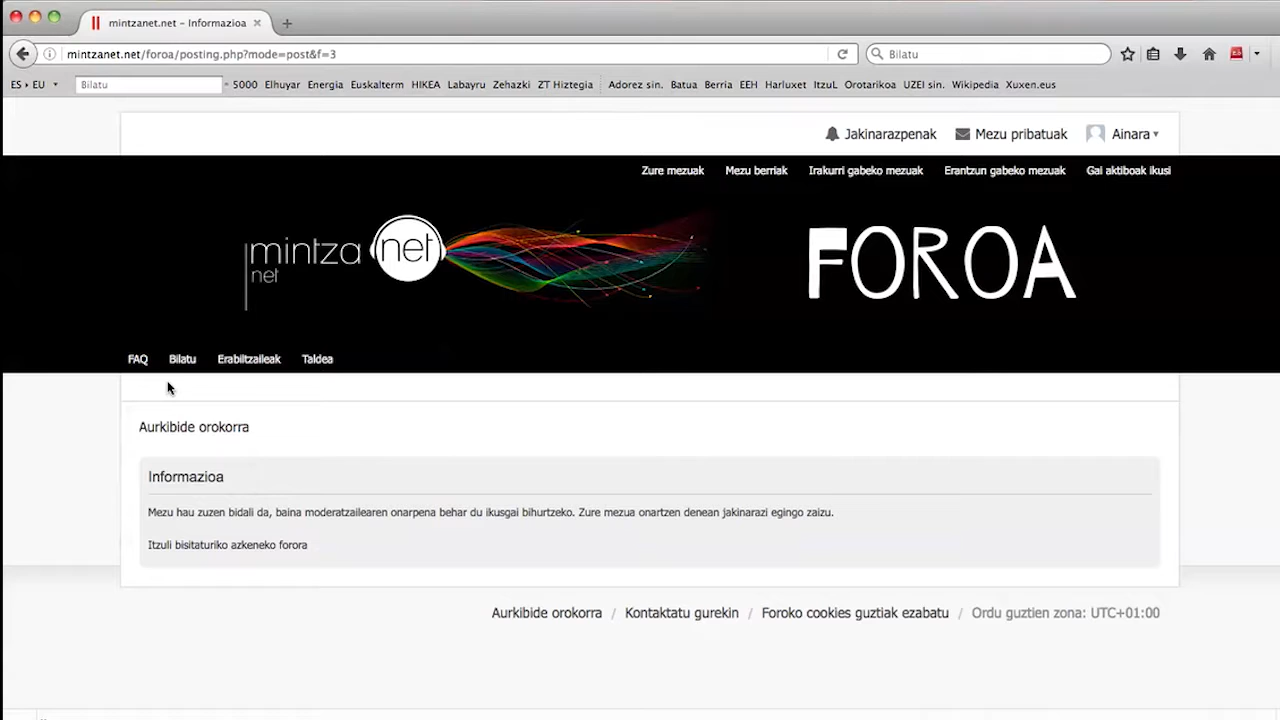 mintzanet.net – Informazioa
mintzanet.net/foroa/posting.php?mode=post&f=3
Bilatu
ES › EU Bilatu 5000 Elhuyar Energia Euskalterm HIKEA Labayru Zehazki ZT Hiztegia Adorez sin. Batua Berria EEH Harluxet ItzuL Orotarikoa UZEI sin. Wikipedia Xuxen.eus
Jakinarazpenak Mezu pribatuak Ainara
Zure mezuak Mezu berriak Irakurri gabeko mezuak Erantzun gabeko mezuak Gai aktiboak ikusi
mintza net
net
FOROA
FAQ Bilatu Erabiltzaileak Taldea
Aurkibide orokorra
Informazioa
Mezu hau zuzen bidali da, baina moderatzailearen onarpena behar du ikusgai bihurtzeko. Zure mezua onartzen denean jakinarazi egingo zaizu.
Itzuli bisitaturiko azkeneko forora
Aurkibide orokorra / Kontaktatu gurekin / Foroko cookies guztiak ezabatu / Ordu guztien zona: UTC+01:00